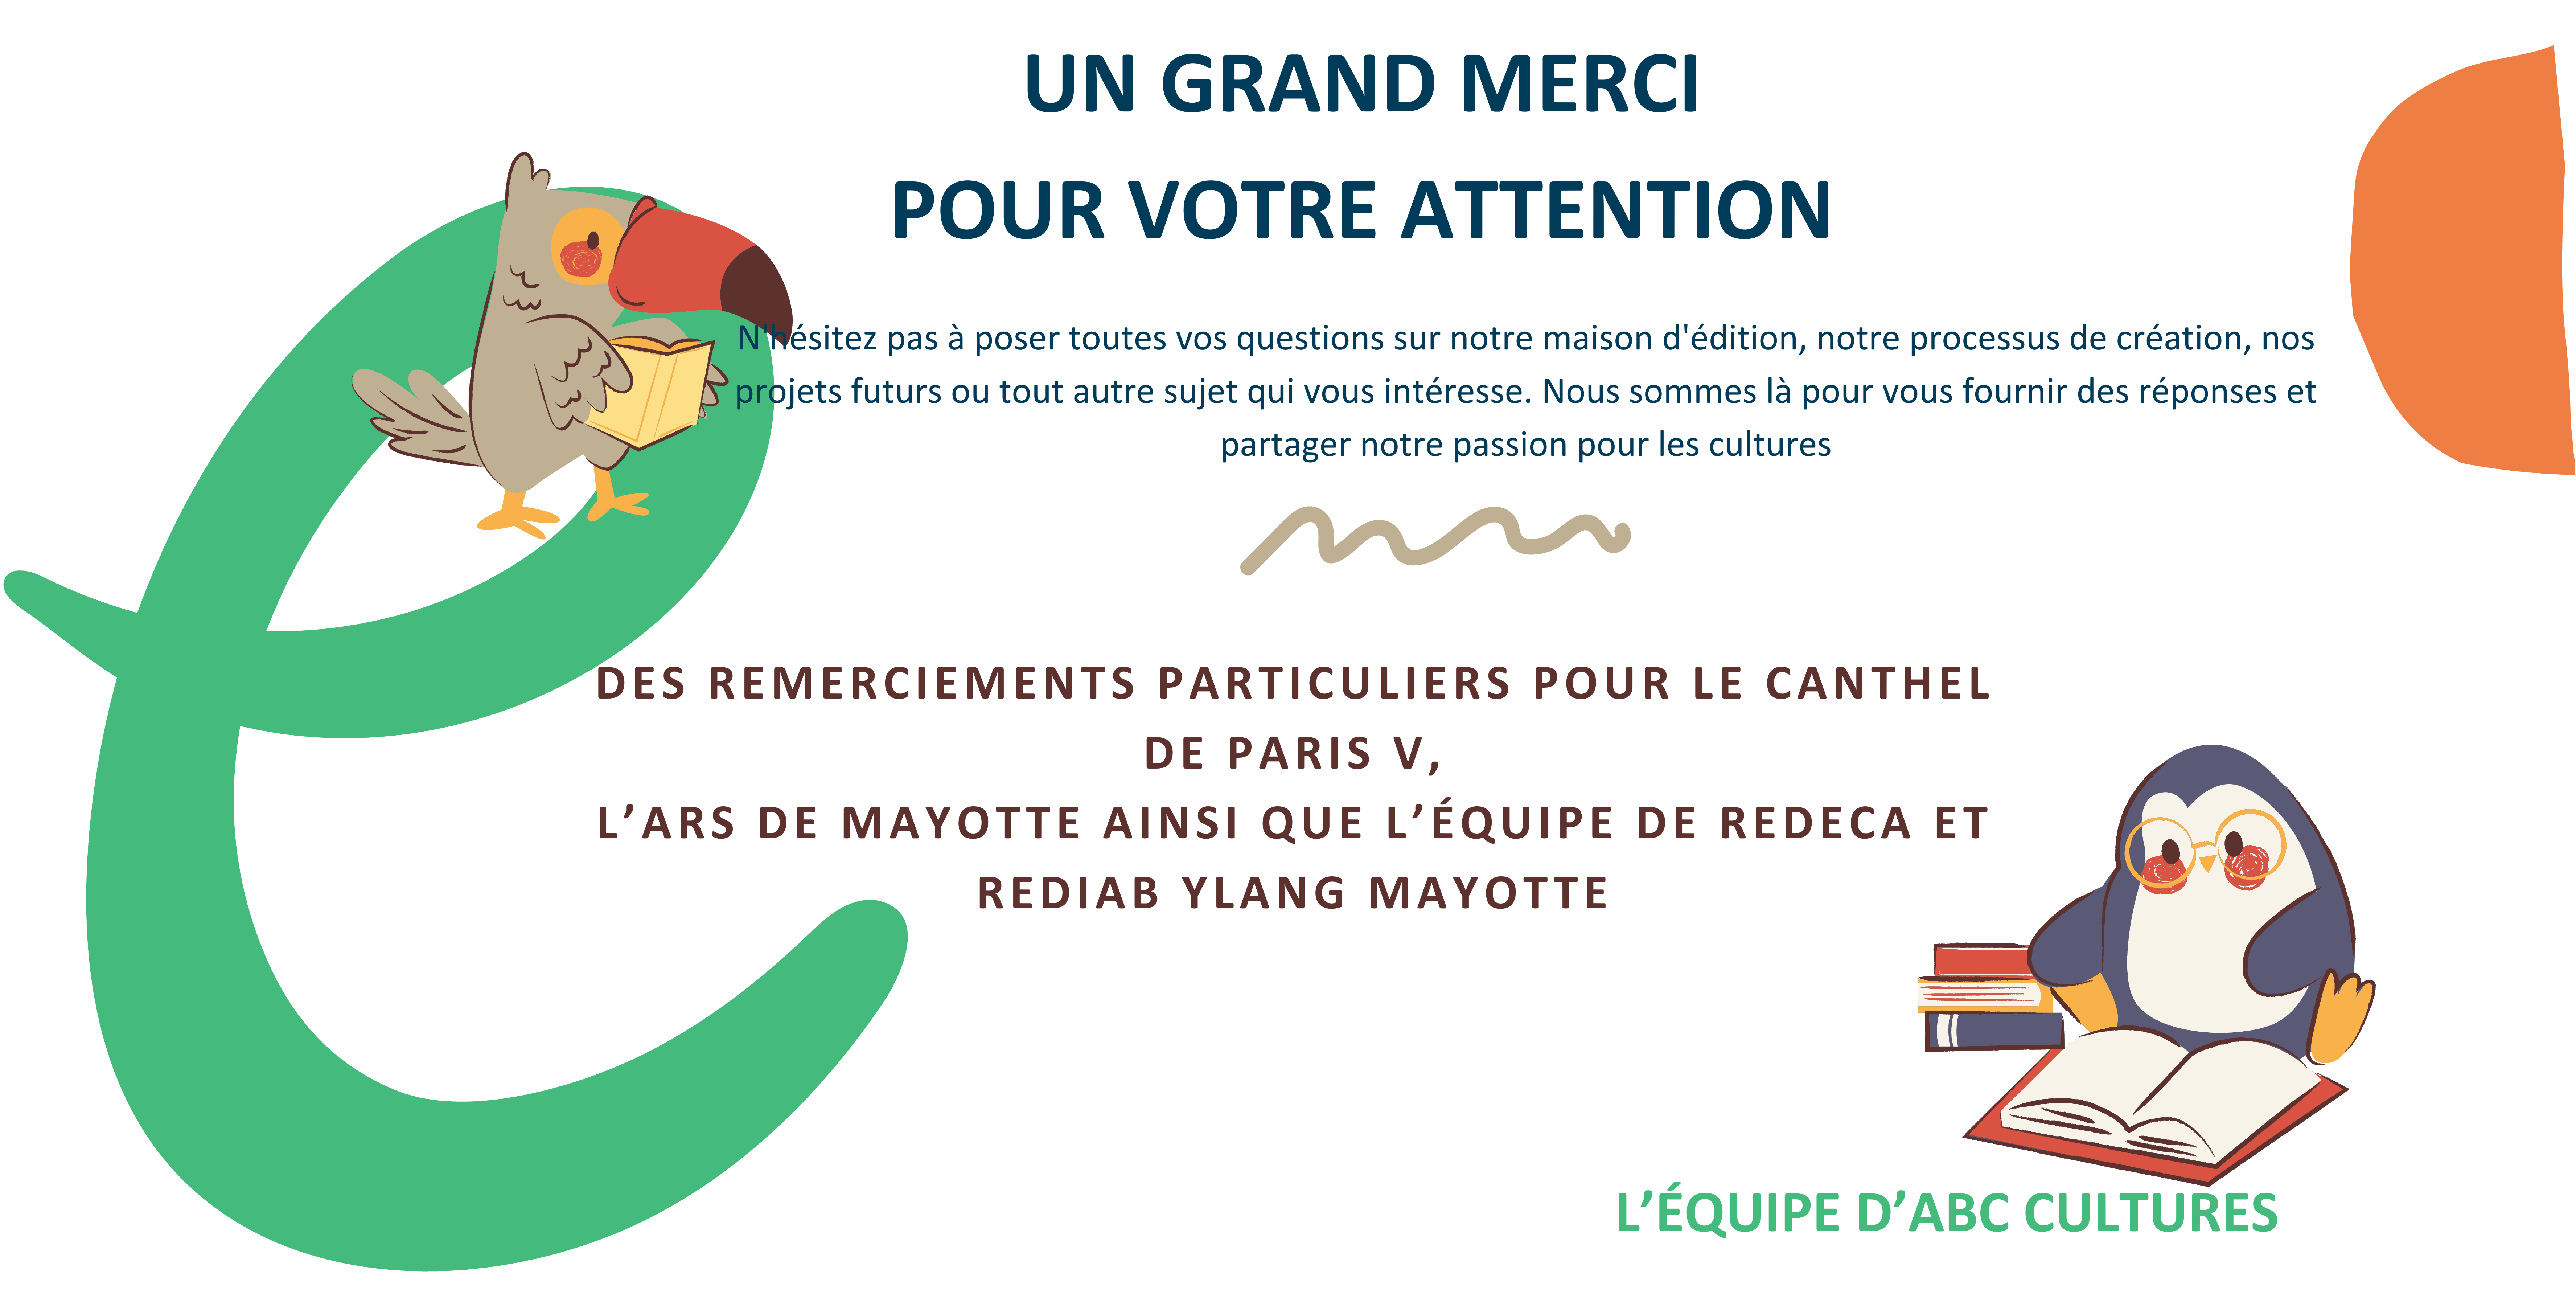 UN GRAND MERCI
POUR VOTRE ATTENTION
N'hésitez pas à poser toutes vos questions sur notre maison d'édition, notre processus de création, nos
projets futurs ou tout autre sujet qui vous intéresse. Nous sommes là pour vous fournir des réponses et
partager notre passion pour les cultures
DES REMERCIEMENTS PARTICULIERS POUR LE CANTHEL
DE PARIS V,
L’ARS DE MAYOTTE AINSI QUE L’ÉQUIPE DE REDECA ET
REDIAB YLANG MAYOTTE
L’ÉQUIPE D’ABC CULTURES